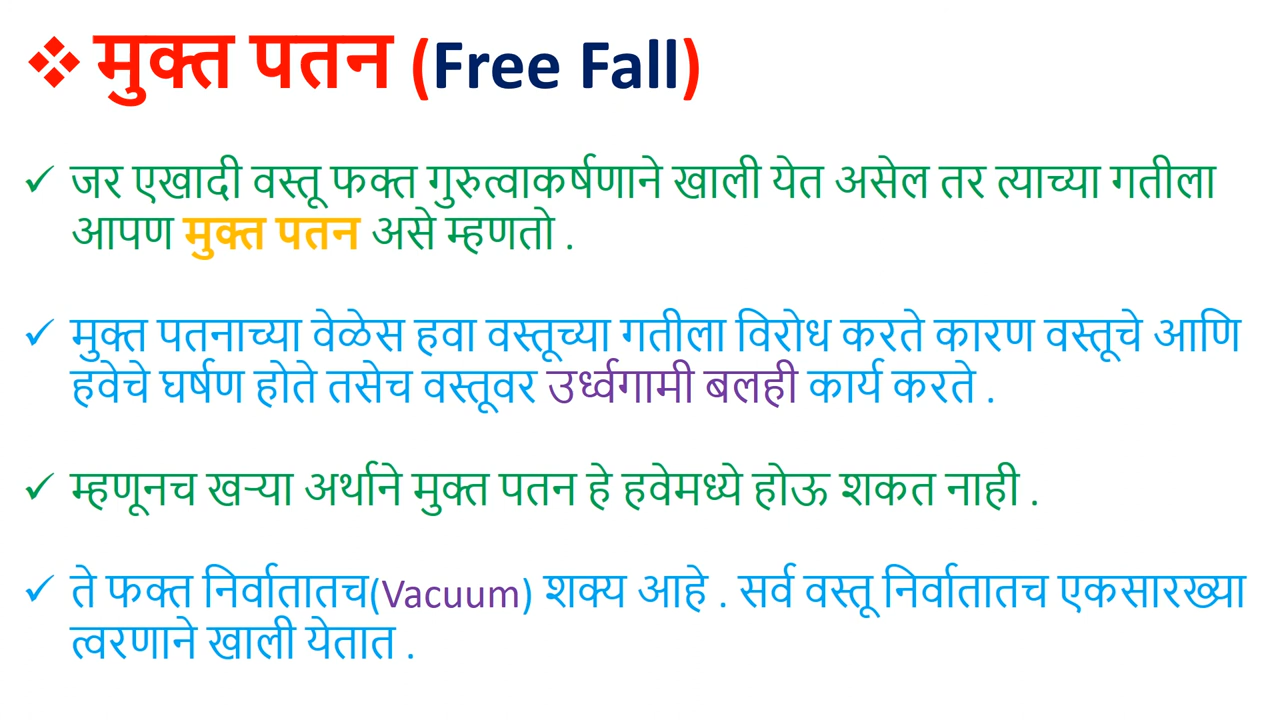 ❖ मुक्त पतन (Free Fall)
✓ जर एखादी वस्तू फक्त गुरुत्वाकर्षणाने खाली येत असेल तर त्याच्या गतीला
आपण मुक्त पतन असे म्हणतो .
✓ मुक्त पतनाच्या वेळेस हवा वस्तूच्या गतीला विरोध करते कारण वस्तूचे आणि
हवेचे घर्षण होते तसेच वस्तूवर उर्ध्वगामी बलही कार्य करते .
✓ म्हणूनच खऱ्या अर्थाने मुक्त पतन हे हवेमध्ये होऊ शकत नाही .
✓ ते फक्त निर्वातातच(Vacuum) शक्य आहे . सर्व वस्तू निर्वातातच एकसारख्या
त्वरणाने खाली येतात .